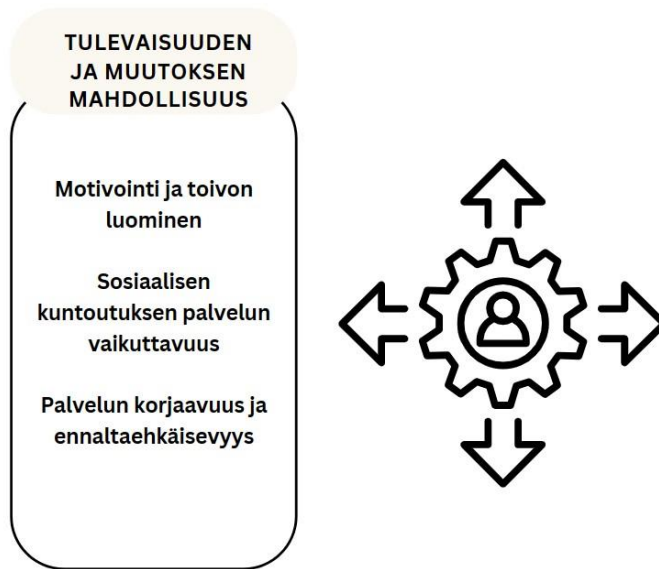 TULEVAISUUDEN
JA MUUTOKSEN
MAHDOLLISUUS
Motivointi ja toivon
luominen
Sosiaalisen
kuntoutuksen palvelun
vaikuttavuus
Palvelun korjaavuus ja
ennaltaehkäisevyys